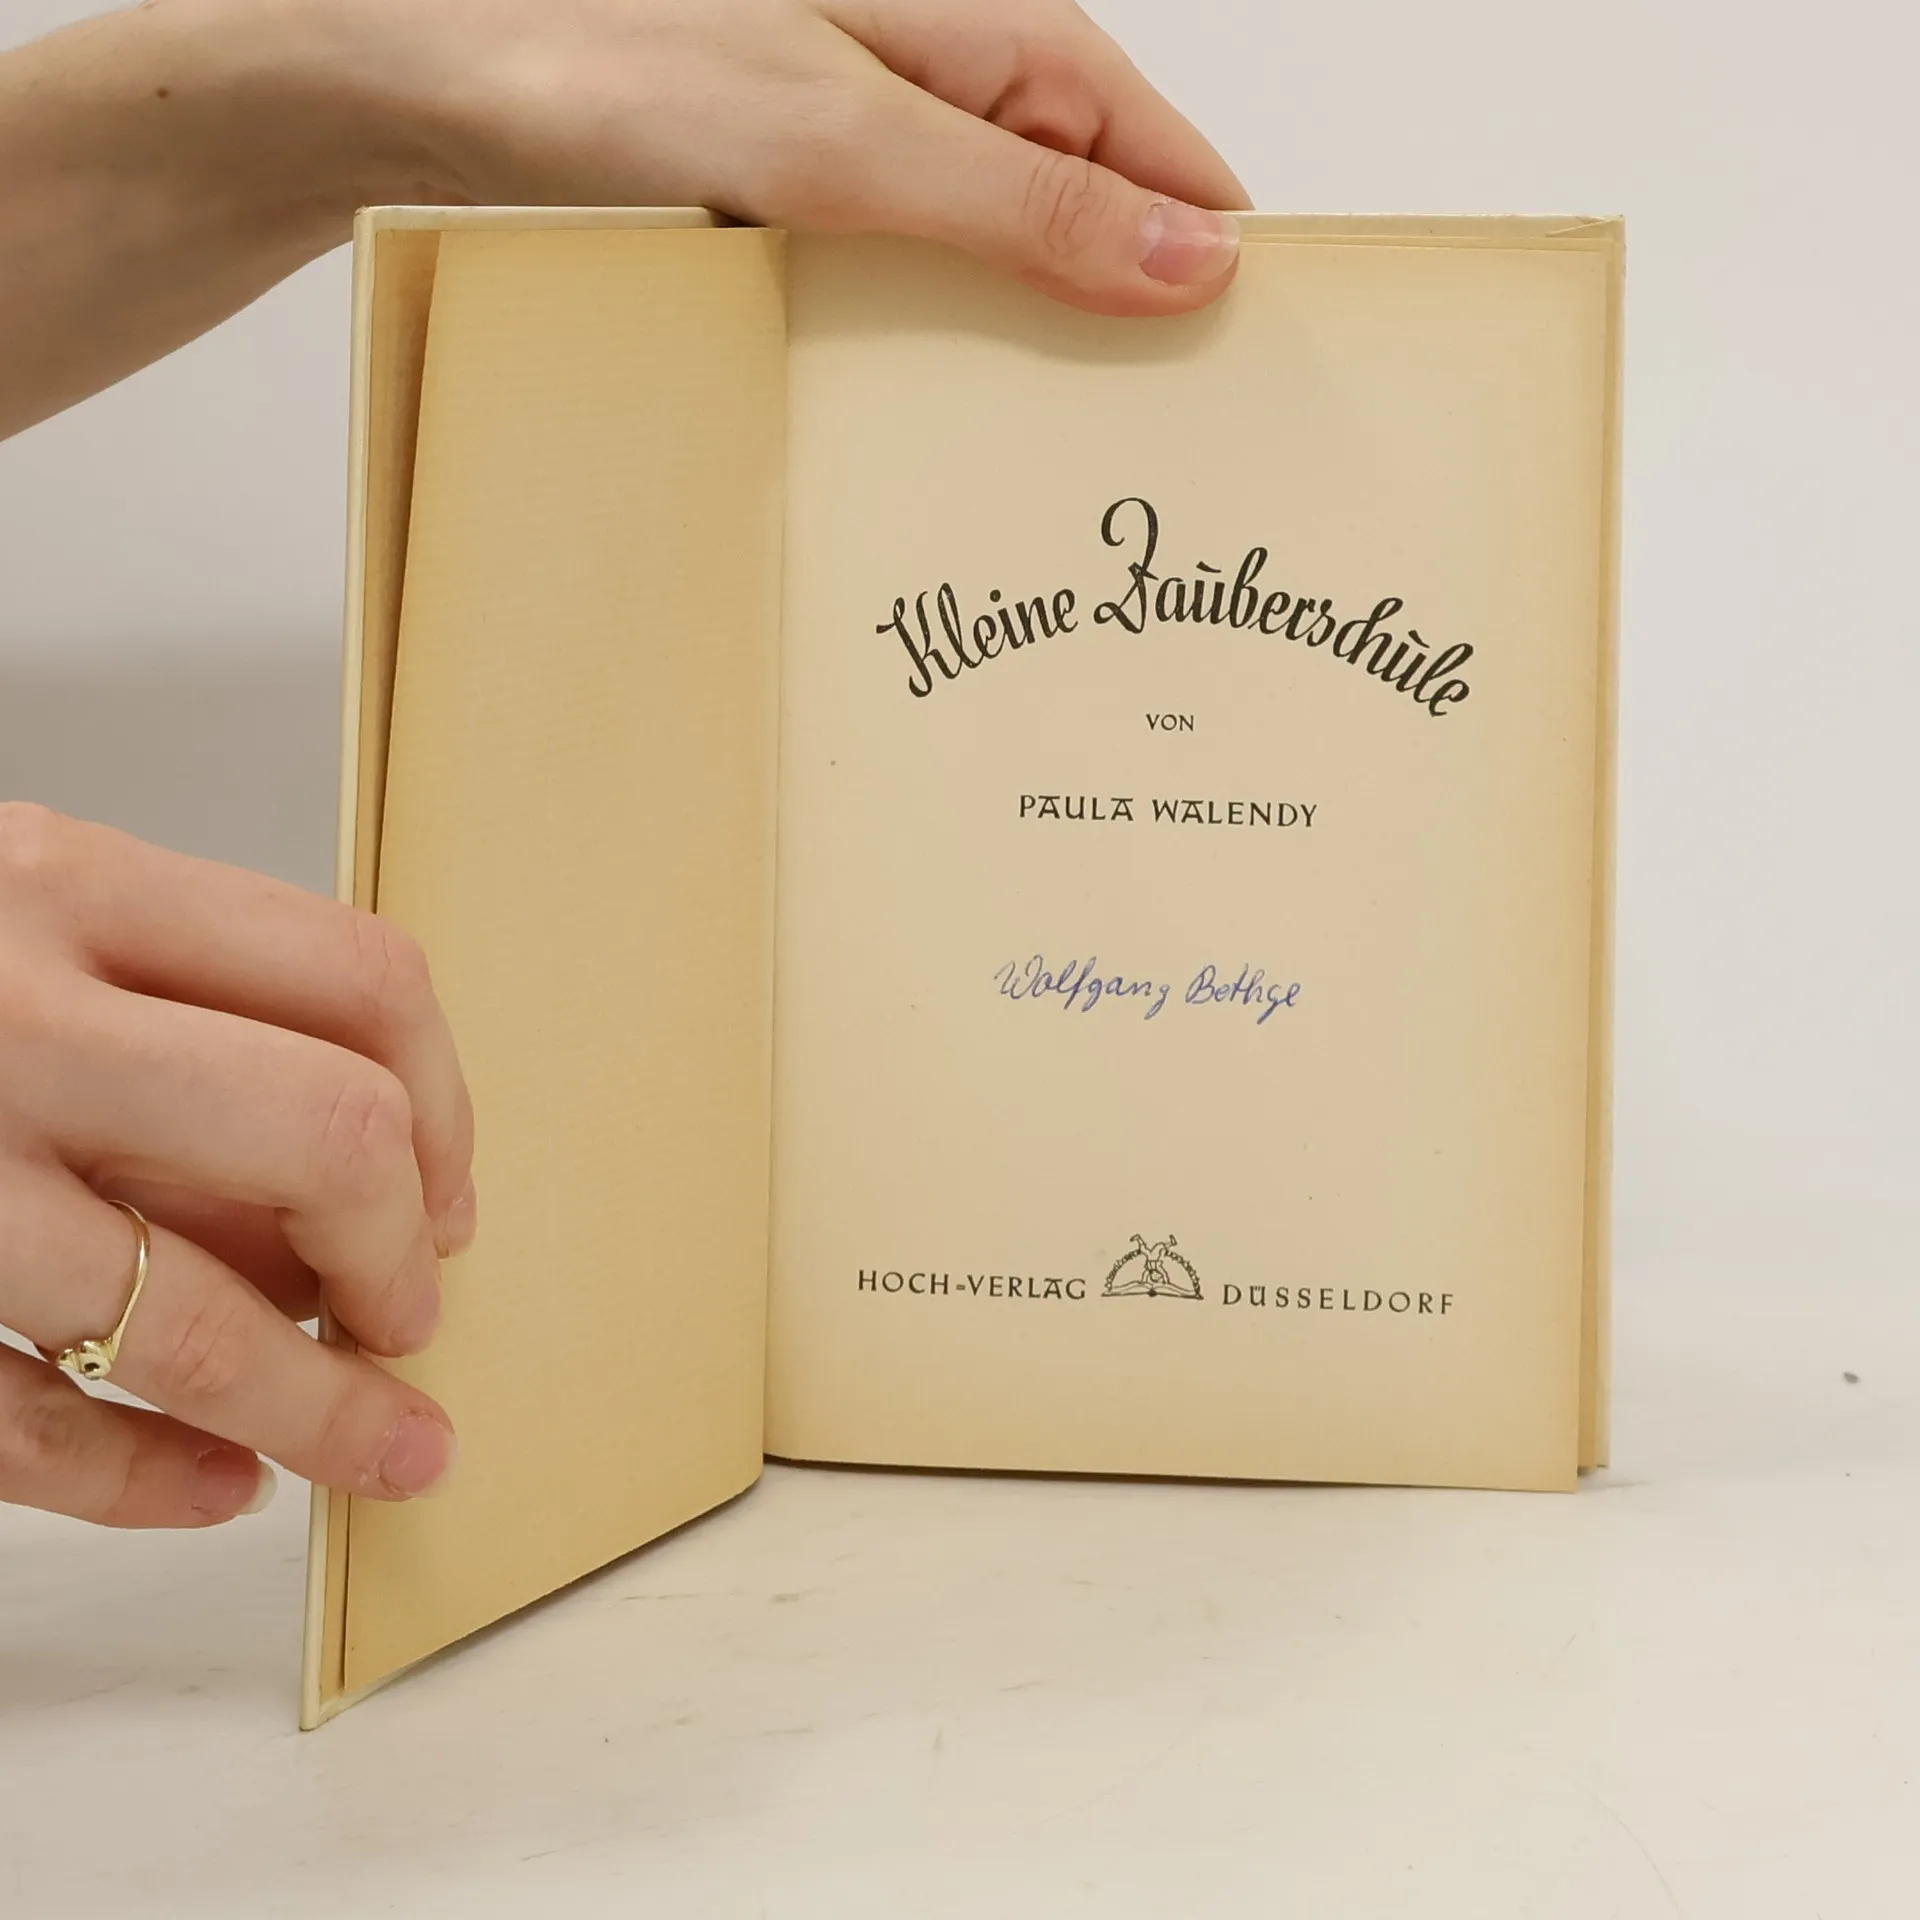 Kleine Zauberschule
VON
PAULA WALENDY
Wolfgang Bethge
HOCH-VERLAG DÜSSELDORF